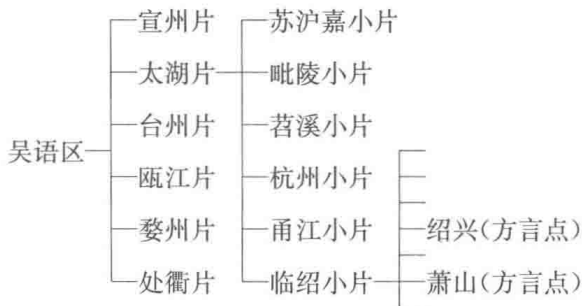 宣州片 苏沪嘉小片
太湖片 毗陵小片
台州片 苕溪小片
吴语区
瓯江片 杭州小片
婺州片 甬江小片 绍兴(方言点)
处衢片 临绍小片 萧山(方言点)